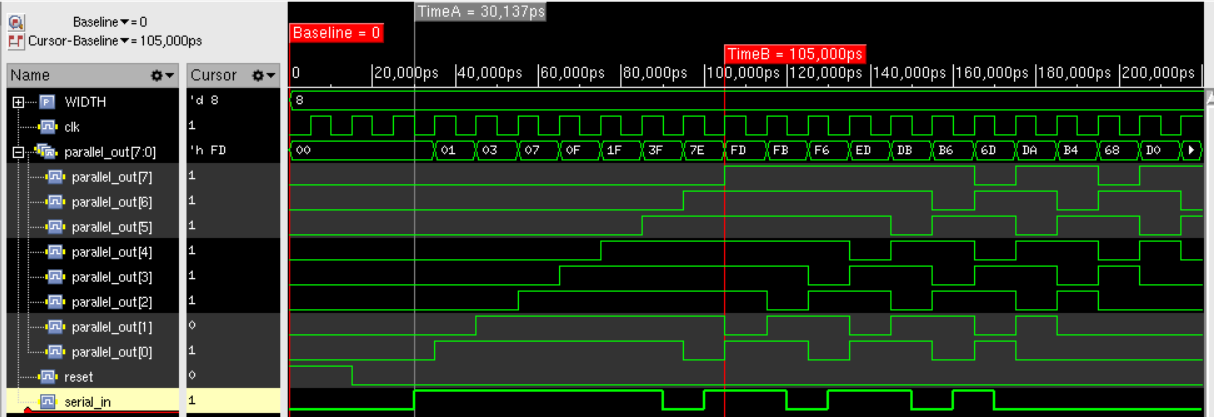 TimeA = 30,137ps
Baseline▼= 0
Baseline = 0
Cursor-Baseline▼= 105,000ps
TimeB = 105,000ps
Name Cursor 0 20,000ps 40,000ps 60,000ps 80,000ps 100,000ps 120,000ps 140,000ps 160,000ps 180,000ps 200,000ps
WIDTH 'd 8 8
clk 1
parallel_out[7:0] 'h FD 00 01 03 07 0F 1F 3F 7E FD FB F6 ED DB B6 6D DA B4 68 D0
parallel_out[7] 1
parallel_out[6] 1
parallel_out[5] 1
parallel_out[4] 1
parallel_out[3] 1
parallel_out[2] 1
parallel_out[1] 0
parallel_out[0] 1
reset 0
serial_in 1